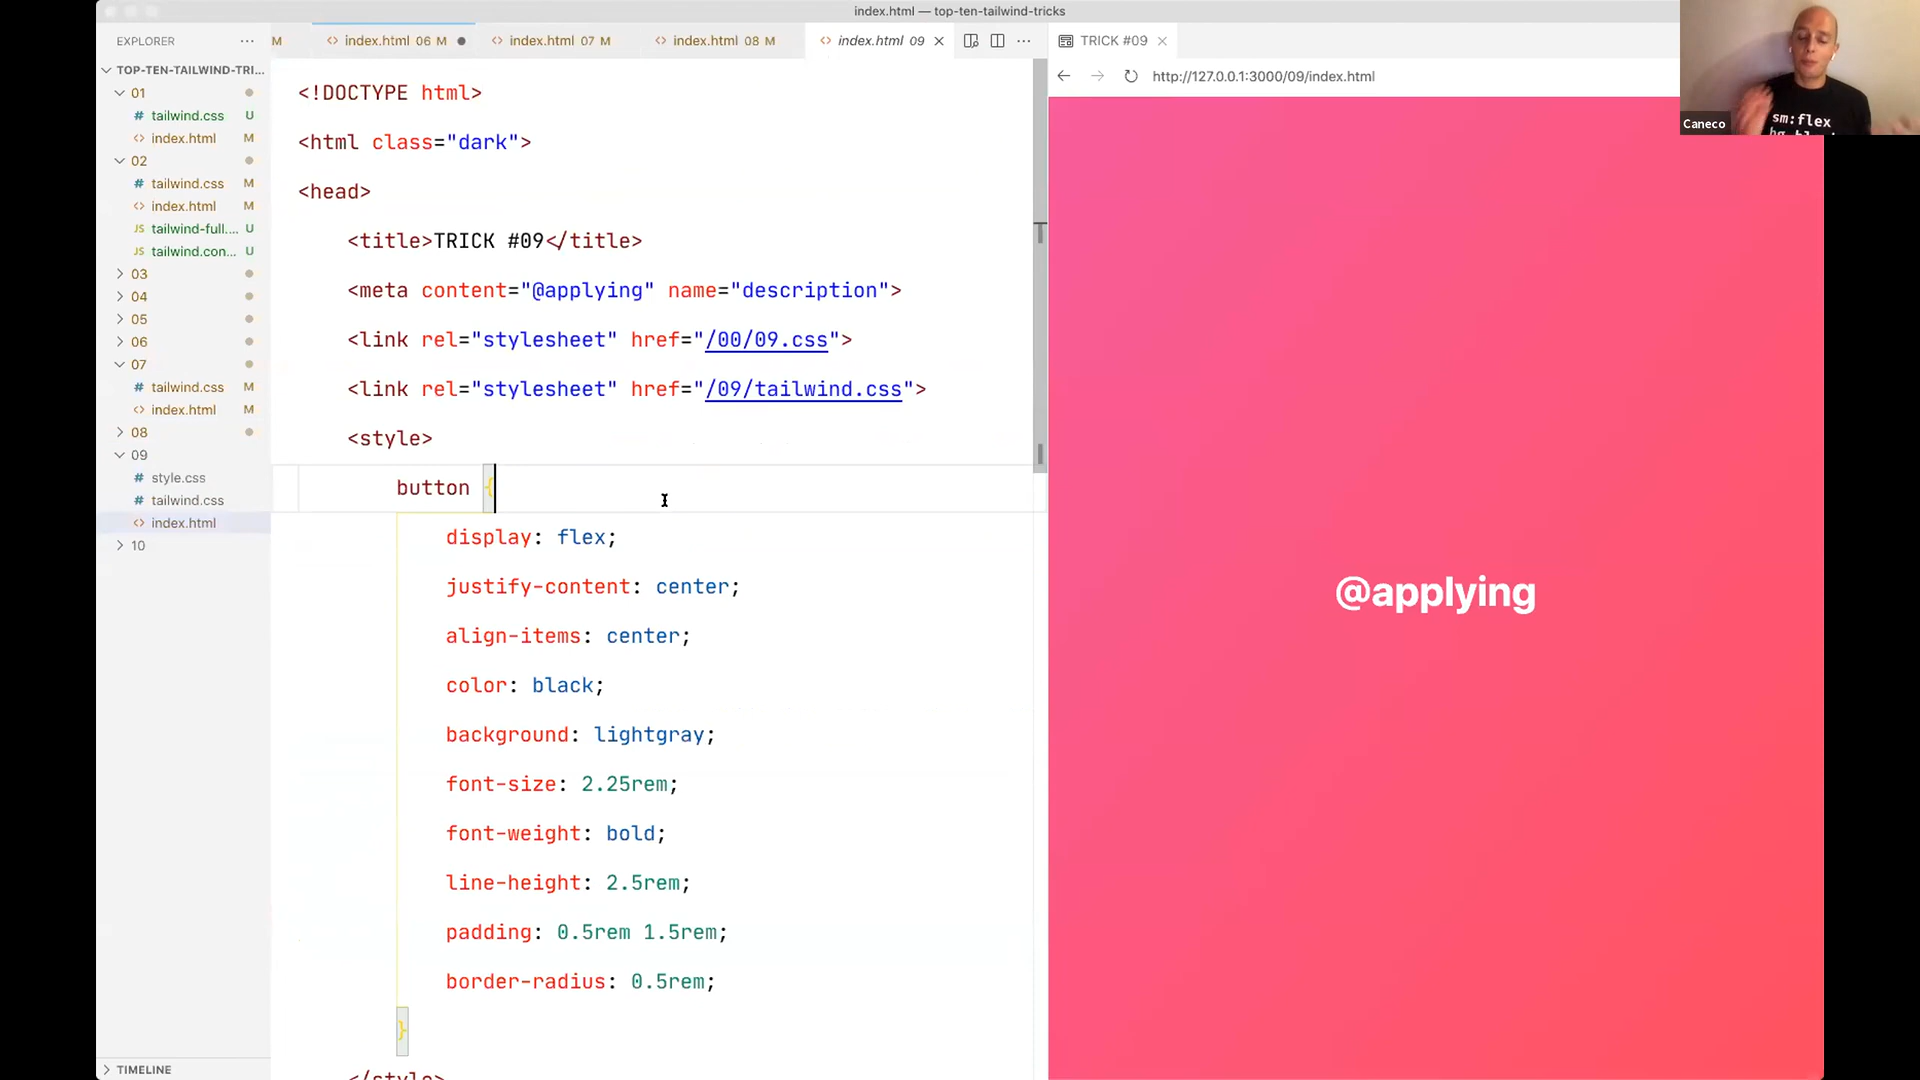 index.html — top-ten-tailwind-tricks
EXPLORER
TOP-TEN-TAILWIND-TRI...
01
tailwind.css U
index.html M
02
tailwind.css M
index.html M
tailwind-full.... U
tailwind.con... U
03
04
05
06
07
tailwind.css M
index.html M
08
09
style.css
tailwind.css
index.html
10
TIMELINE
M index.html 06 M index.html 07 M index.html 08 M index.html 09
<!DOCTYPE html>
<html class="dark">
<head>
<title>TRICK #09</title>
<meta content="@applying" name="description">
<link rel="stylesheet" href="/00/09.css">
<link rel="stylesheet" href="/09/tailwind.css">
<style>
button {
display: flex;
justify-content: center;
align-items: center;
color: black;
background: lightgray;
font-size: 2.25rem;
font-weight: bold;
line-height: 2.5rem;
padding: 0.5rem 1.5rem;
border-radius: 0.5rem;
}
</style>
TRICK #09
http://127.0.0.1:3000/09/index.html
@applying
sm:flex
Caneco